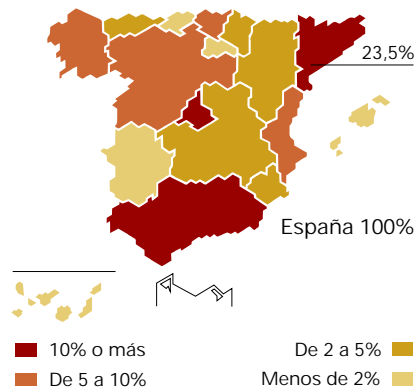 23,5%
España 100%
10% o más
De 2 a 5%
De 5 a 10%
Menos de 2%